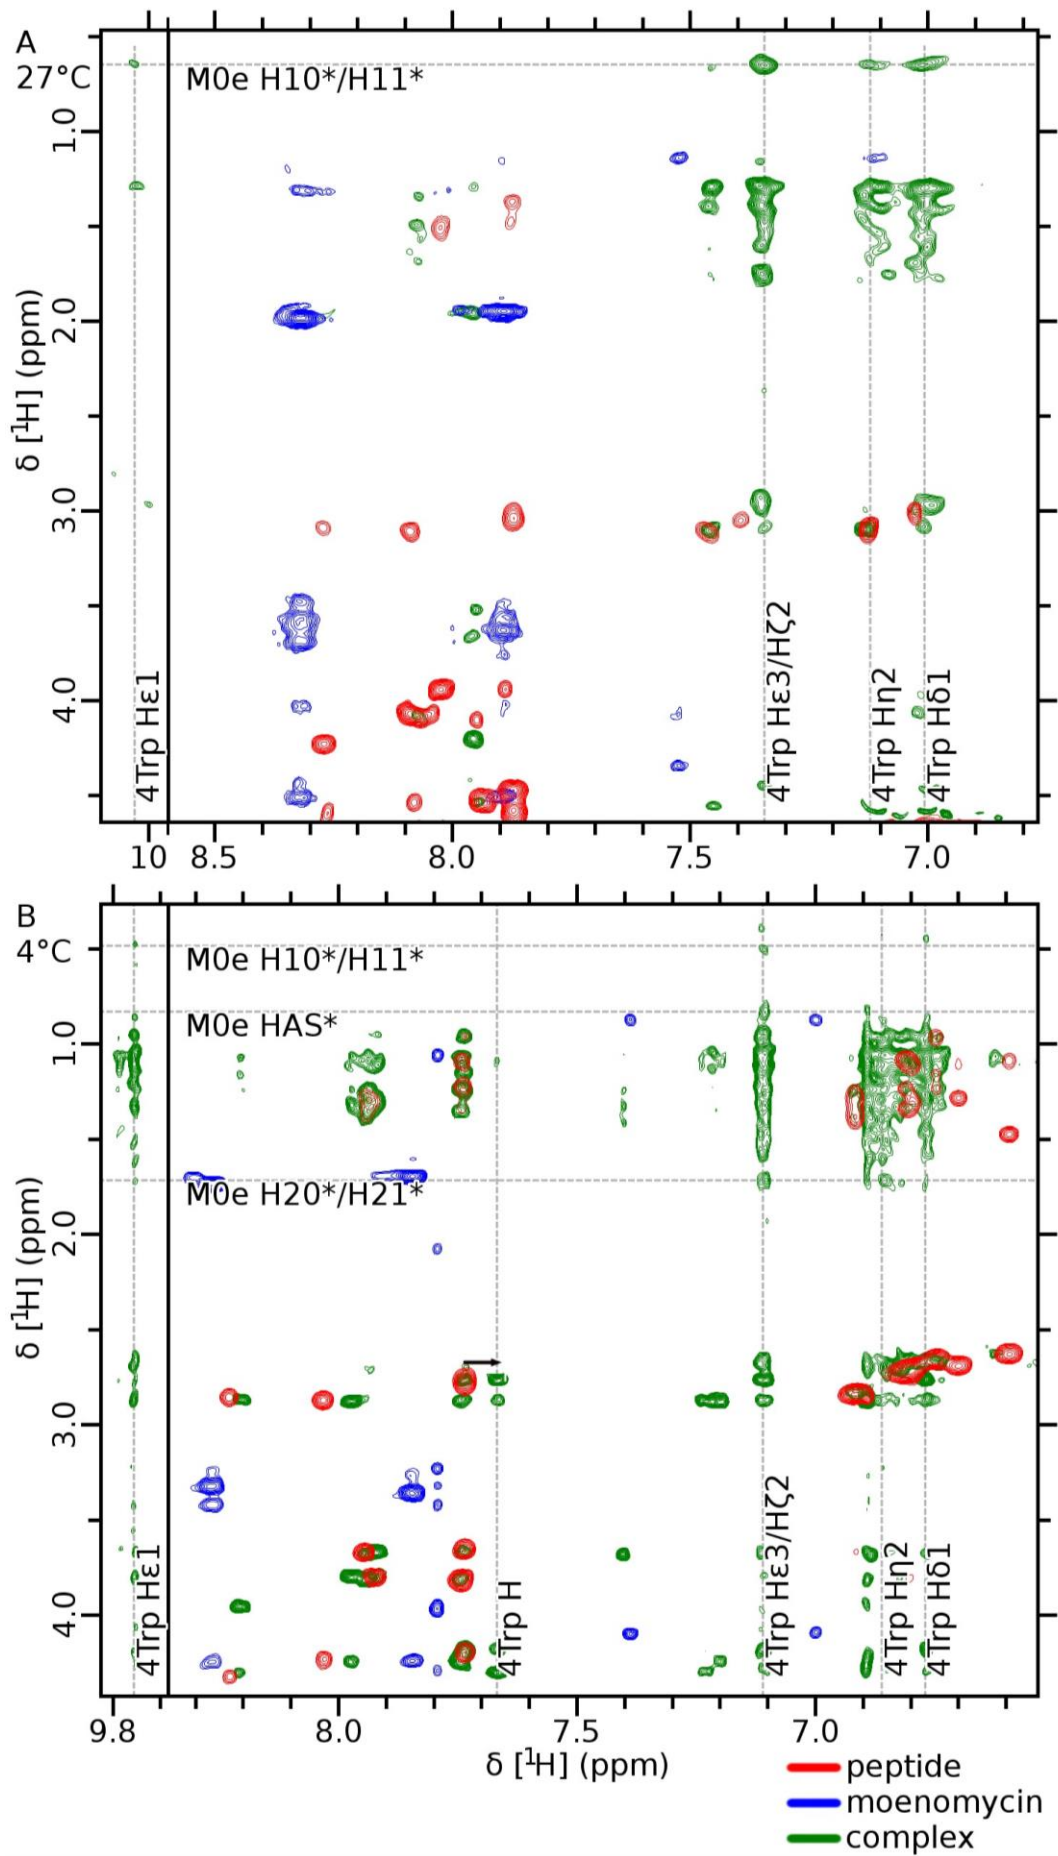 A
27°C
M0e H10*/H11*
1.0
2.0
3.0
4.0
δ [¹H] (ppm)
4Trp Hε1
4Trp Hε3/Hζ2
4Trp Hη2
4Trp Hδ1
10 8.5 8.0 7.5 7.0
B
4°C
M0e H10*/H11*
M0e HAS*
M0e H20*/H21*
1.0
2.0
3.0
4.0
δ [¹H] (ppm)
4Trp Hε1
4Trp H
4Trp Hε3/Hζ2
4Trp Hη2
4Trp Hδ1
9.8 8.0 7.5 7.0
δ [¹H] (ppm)
peptide
moenomycin
complex